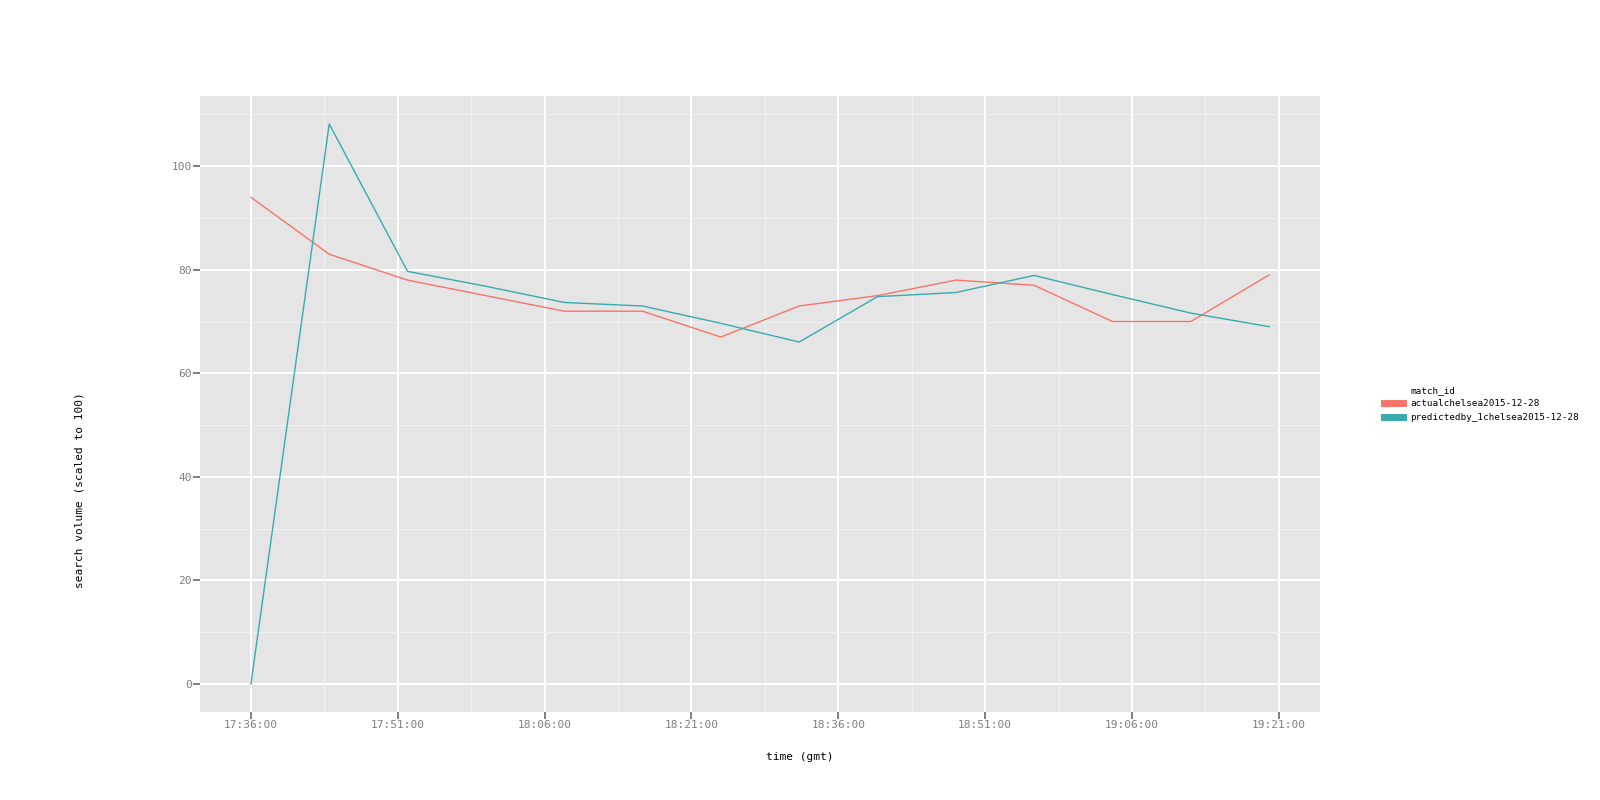 100
80
60
40
20
0
search volume (scaled to 100)
17:36:00 17:51:00 18:06:00 18:21:00 18:36:00 18:51:00 19:06:00 19:21:00
time (gmt)
match_id
actualchelsea2015-12-28
predictedby_1chelsea2015-12-28